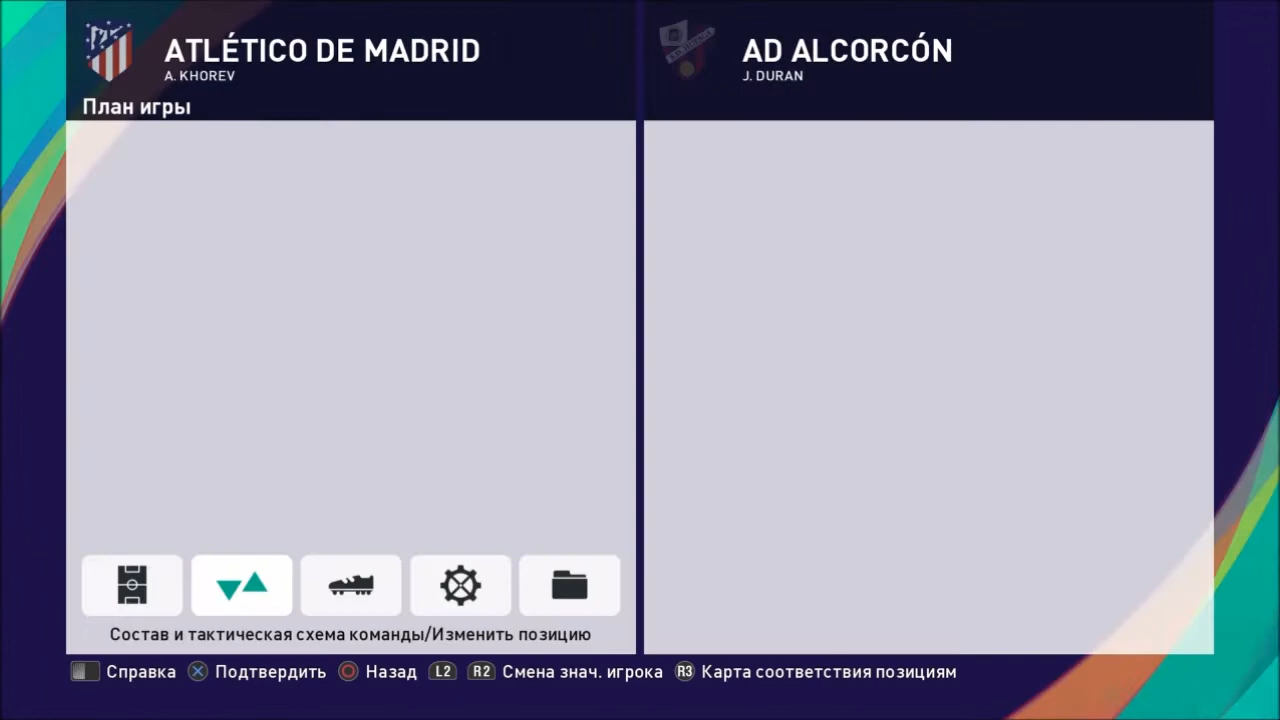 ATLÉTICO DE MADRID
A. KHOREV
План игры
AD ALCORCÓN
J. DURAN
Состав и тактическая схема команды/Изменить позицию
Справка Подтвердить Назад L2 R2 Смена знач. игрока R3 Карта соответствия позициям